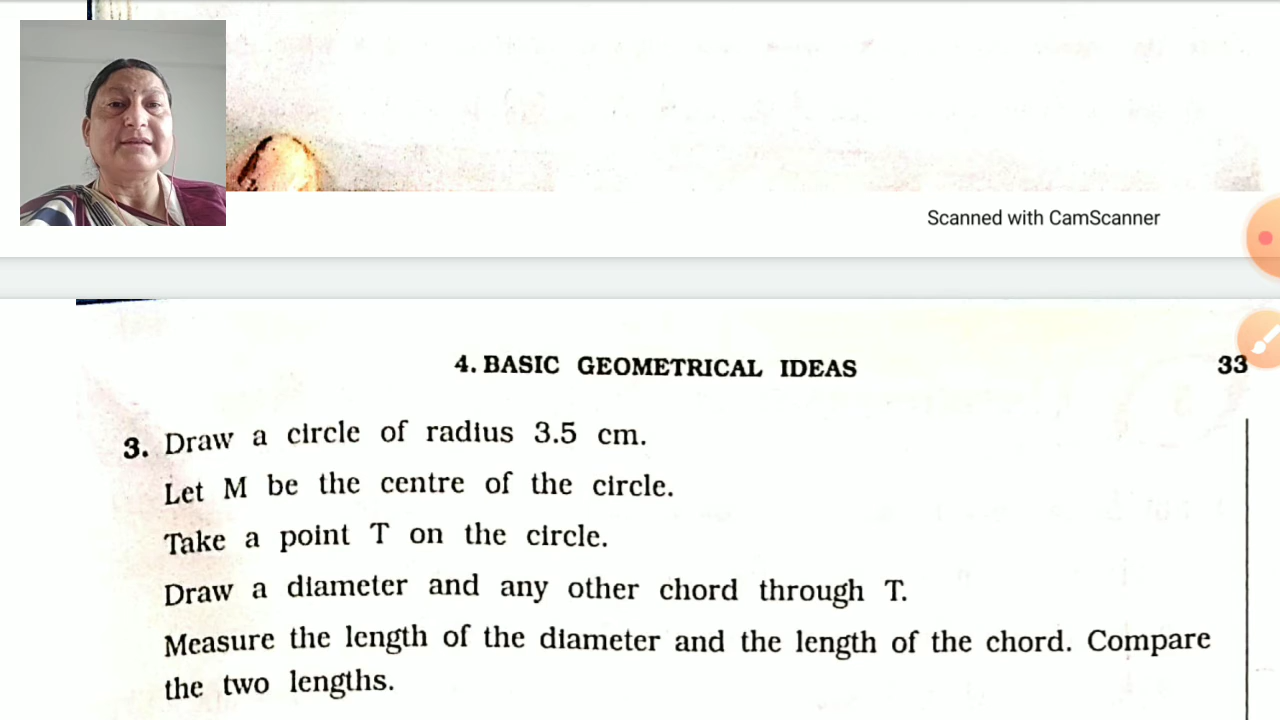 Scanned with CamScanner
4. BASIC GEOMETRICAL IDEAS
33
3. Draw a circle of radius 3.5 cm.
Let M be the centre of the circle.
Take a point T on the circle.
Draw a diameter and any other chord through T.
Measure the length of the diameter and the length of the chord. Compare
the two lengths.